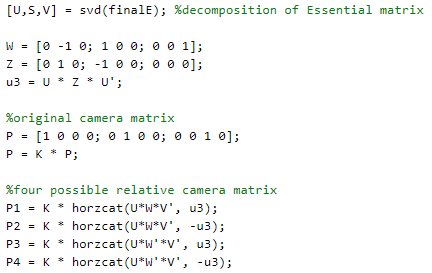 [U,S,V] = svd(finalE); %decomposition of Essential matrix
W = [0 -1 0; 1 0 0; 0 0 1];
Z = [0 1 0; -1 0 0; 0 0 0];
u3 = U * Z * U';
%original camera matrix
P = [1 0 0 0; 0 1 0 0; 0 0 1 0];
P = K * P;
%four possible relative camera matrix
P1 = K * horzcat(U*W*V', u3);
P2 = K * horzcat(U*W*V', -u3);
P3 = K * horzcat(U*W'*V', u3);
P4 = K * horzcat(U*W'*V', -u3);